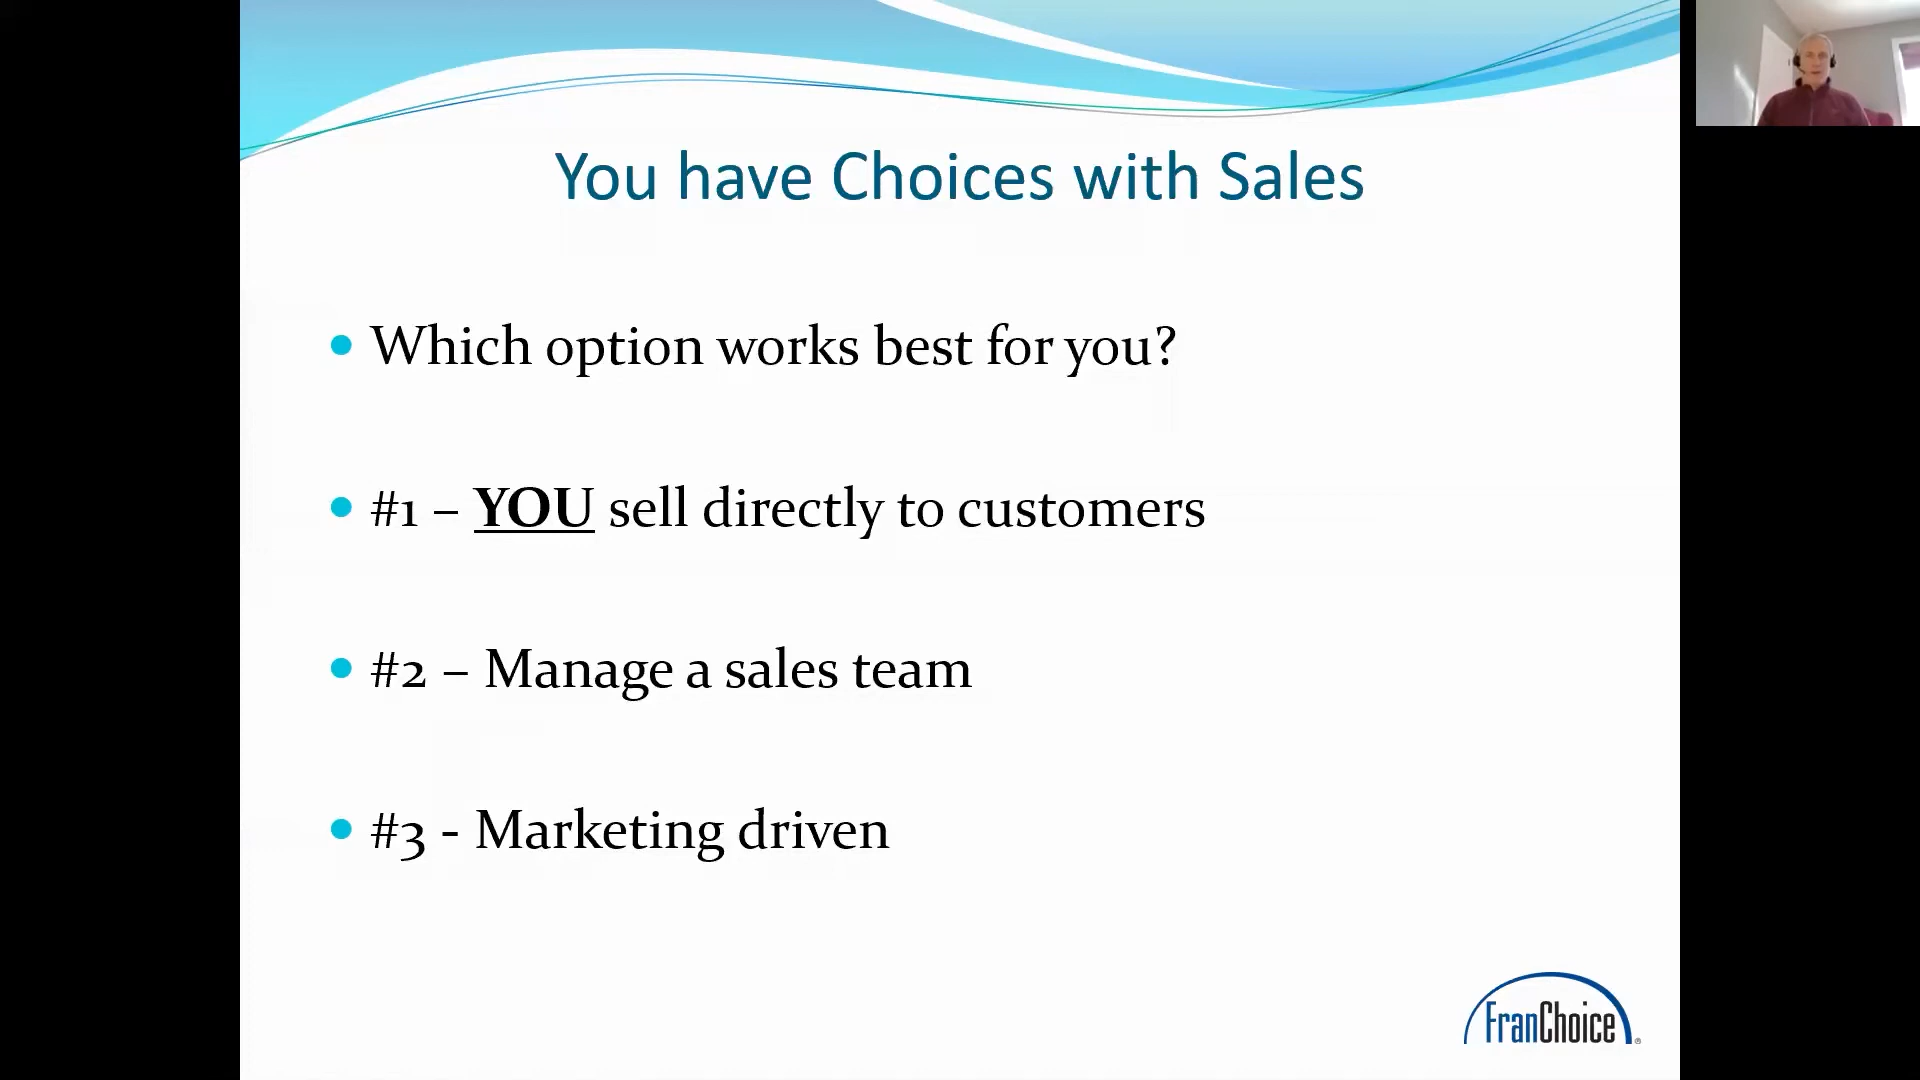 You have Choices with Sales
• Which option works best for you?
• #1 – YOU sell directly to customers
• #2 – Manage a sales team
• #3 - Marketing driven
FranChoice®